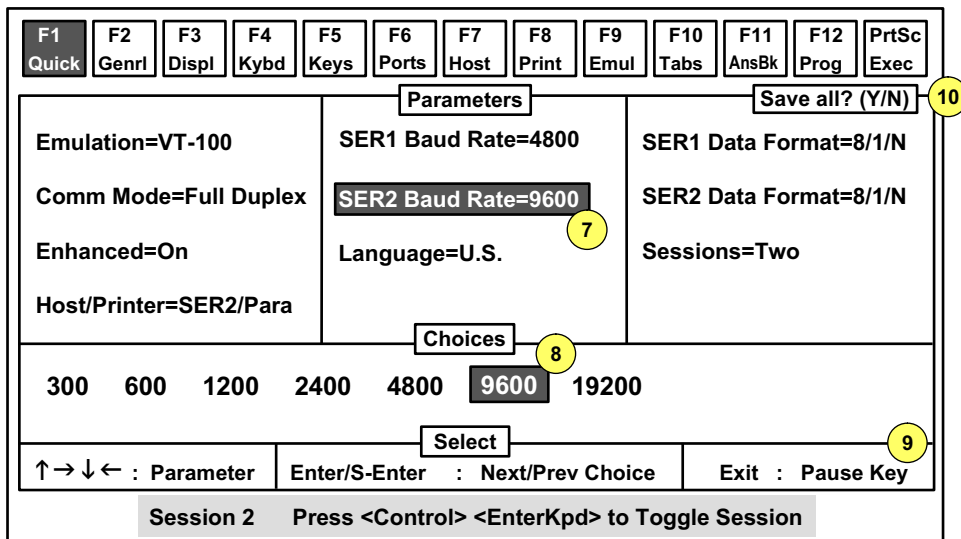 F1 F2 F3 F4 F5 F6 F7 F8 F9 F10 F11 F12 PrtSc
Quick Genrl Displ Kybd Keys Ports Host Print Emul Tabs AnsBk Prog Exec
Parameters Save all? (Y/N) 10
Emulation=VT-100 SER1 Baud Rate=4800 SER1 Data Format=8/1/N
Comm Mode=Full Duplex SER2 Baud Rate=9600 SER2 Data Format=8/1/N
7
Enhanced=On Language=U.S. Sessions=Two
Host/Printer=SER2/Para
Choices
8
300 600 1200 2400 4800 9600 19200
Select
9
↑→↓← : Parameter Enter/S-Enter : Next/Prev Choice Exit : Pause Key
Session 2 Press <Control> <EnterKpd> to Toggle Session